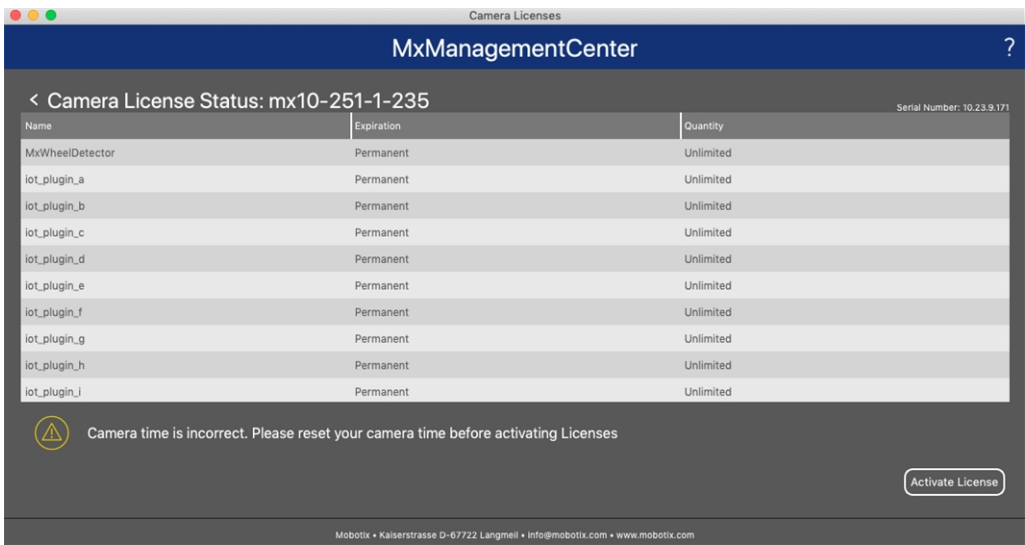 Camera Licenses
MxManagementCenter ?
< Camera License Status: mx10-251-1-235
Serial Number: 10.23.9.171
Name Expiration Quantity
MxWheelDetector Permanent Unlimited
iot_plugin_a Permanent Unlimited
iot_plugin_b Permanent Unlimited
iot_plugin_c Permanent Unlimited
iot_plugin_d Permanent Unlimited
iot_plugin_e Permanent Unlimited
iot_plugin_f Permanent Unlimited
iot_plugin_g Permanent Unlimited
iot_plugin_h Permanent Unlimited
iot_plugin_i Permanent Unlimited
Camera time is incorrect. Please reset your camera time before activating Licenses
Activate License
Mobotix • Kaiserstrasse D-67722 Langmeil • info@mobotix.com • www.mobotix.com